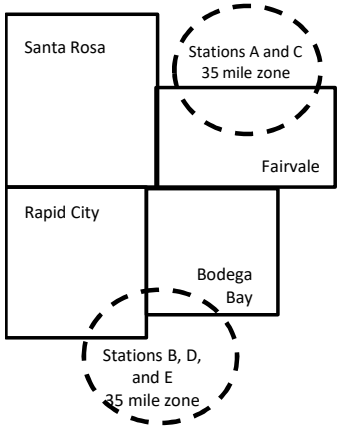 Santa Rosa
Stations A and C
35 mile zone
Fairvale
Rapid City
Bodega
Bay
Stations B, D,
and E
35 mile zone